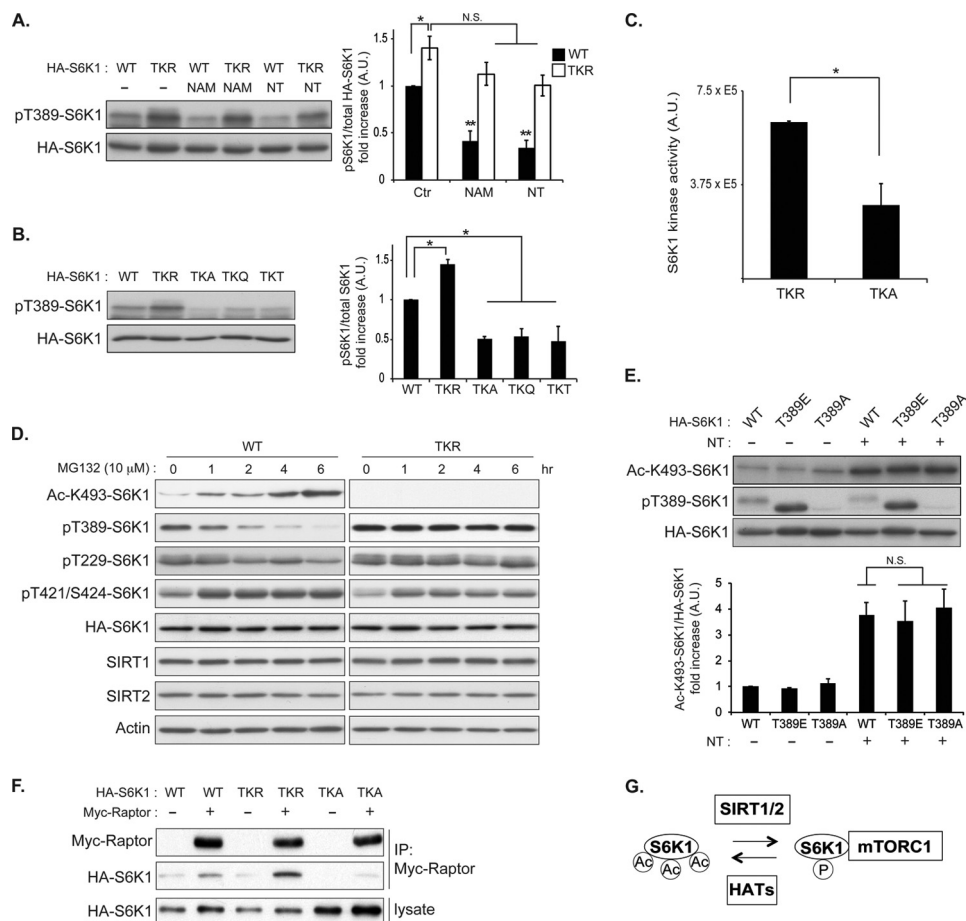 A.
HA-S6K1 : WT TKR WT TKR WT TKR
– – NAM NAM NT NT
pT389-S6K1
HA-S6K1
pS6K1/total HA-S6K1
fold increase (A.U.)
1.5
1
0.5
0
* N.S.
** **
WT
TKR
Ctr NAM NT
B.
HA-S6K1 : WT TKR TKA TKQ TKT
pT389-S6K1
HA-S6K1
pS6K1/total S6K1
fold increase (A.U.)
1.5
1
0.5
0
*
*
WT TKR TKA TKQ TKT
C.
S6K1 kinase activity (A.U.)
7.5 x E5
3.75 x E5
*
TKR TKA
D.
WT TKR
MG132 (10 µM) : 0 1 2 4 6 0 1 2 4 6 hr
Ac-K493-S6K1
pT389-S6K1
pT229-S6K1
pT421/S424-S6K1
HA-S6K1
SIRT1
SIRT2
Actin
E.
HA-S6K1 : WT T389E T389A WT T389E T389A
NT : – – – + + +
Ac-K493-S6K1
pT389-S6K1
HA-S6K1
Ac-K493-S6K1/HA-S6K1
fold increase (A.U.)
5
4
3
2
1
0
N.S.
WT T389E T389A WT T389E T389A
NT : – – – + + +
F.
HA-S6K1 : WT WT TKR TKR TKA TKA
Myc-Raptor : – + – + – +
Myc-Raptor
HA-S6K1
IP:
Myc-Raptor
HA-S6K1
lysate
G.
SIRT1/2
S6K1 Ac Ac Ac
S6K1 P mTORC1
HATs